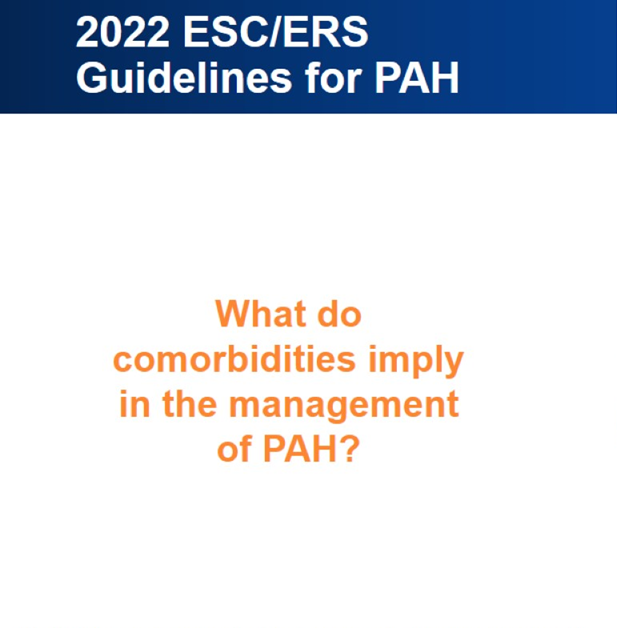 2022 ESC/ERS
Guidelines for PAH
What do
comorbidities imply
in the management
of PAH?